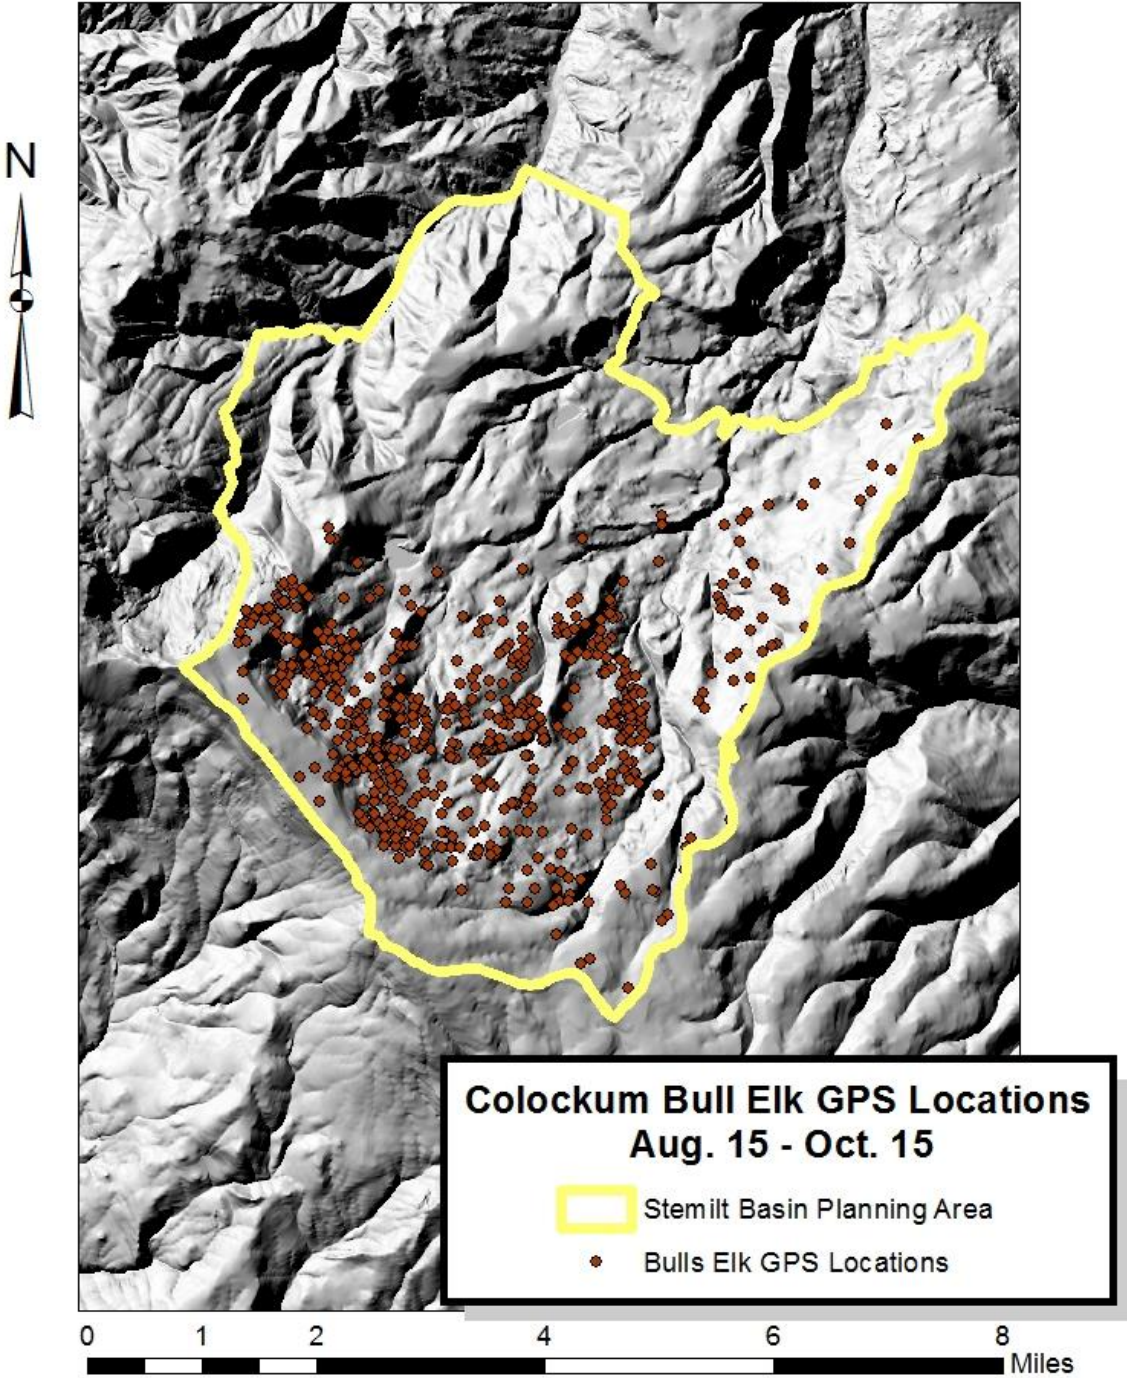 N
Colockum Bull Elk GPS Locations
Aug. 15 - Oct. 15
Stemilt Basin Planning Area
Bulls Elk GPS Locations
0 1 2 4 6 8
Miles